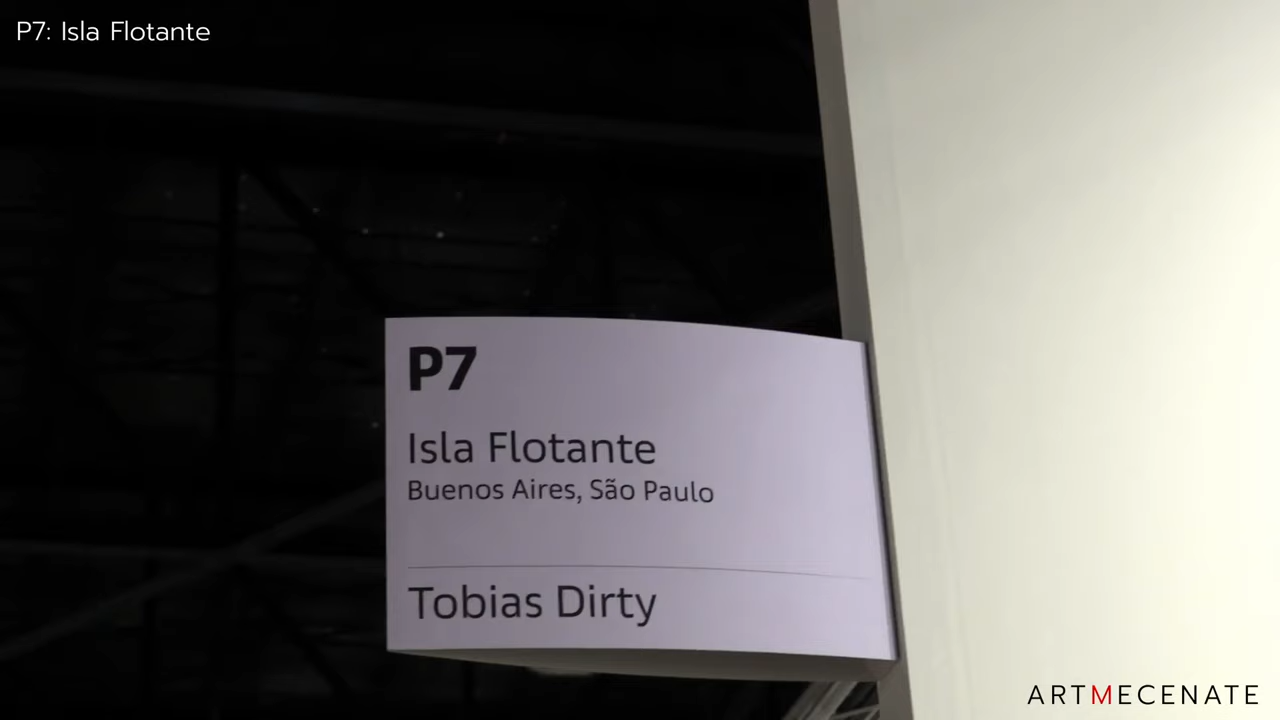 P7: Isla Flotante
P7
Isla Flotante
Buenos Aires, São Paulo
Tobias Dirty
ARTMECENATE